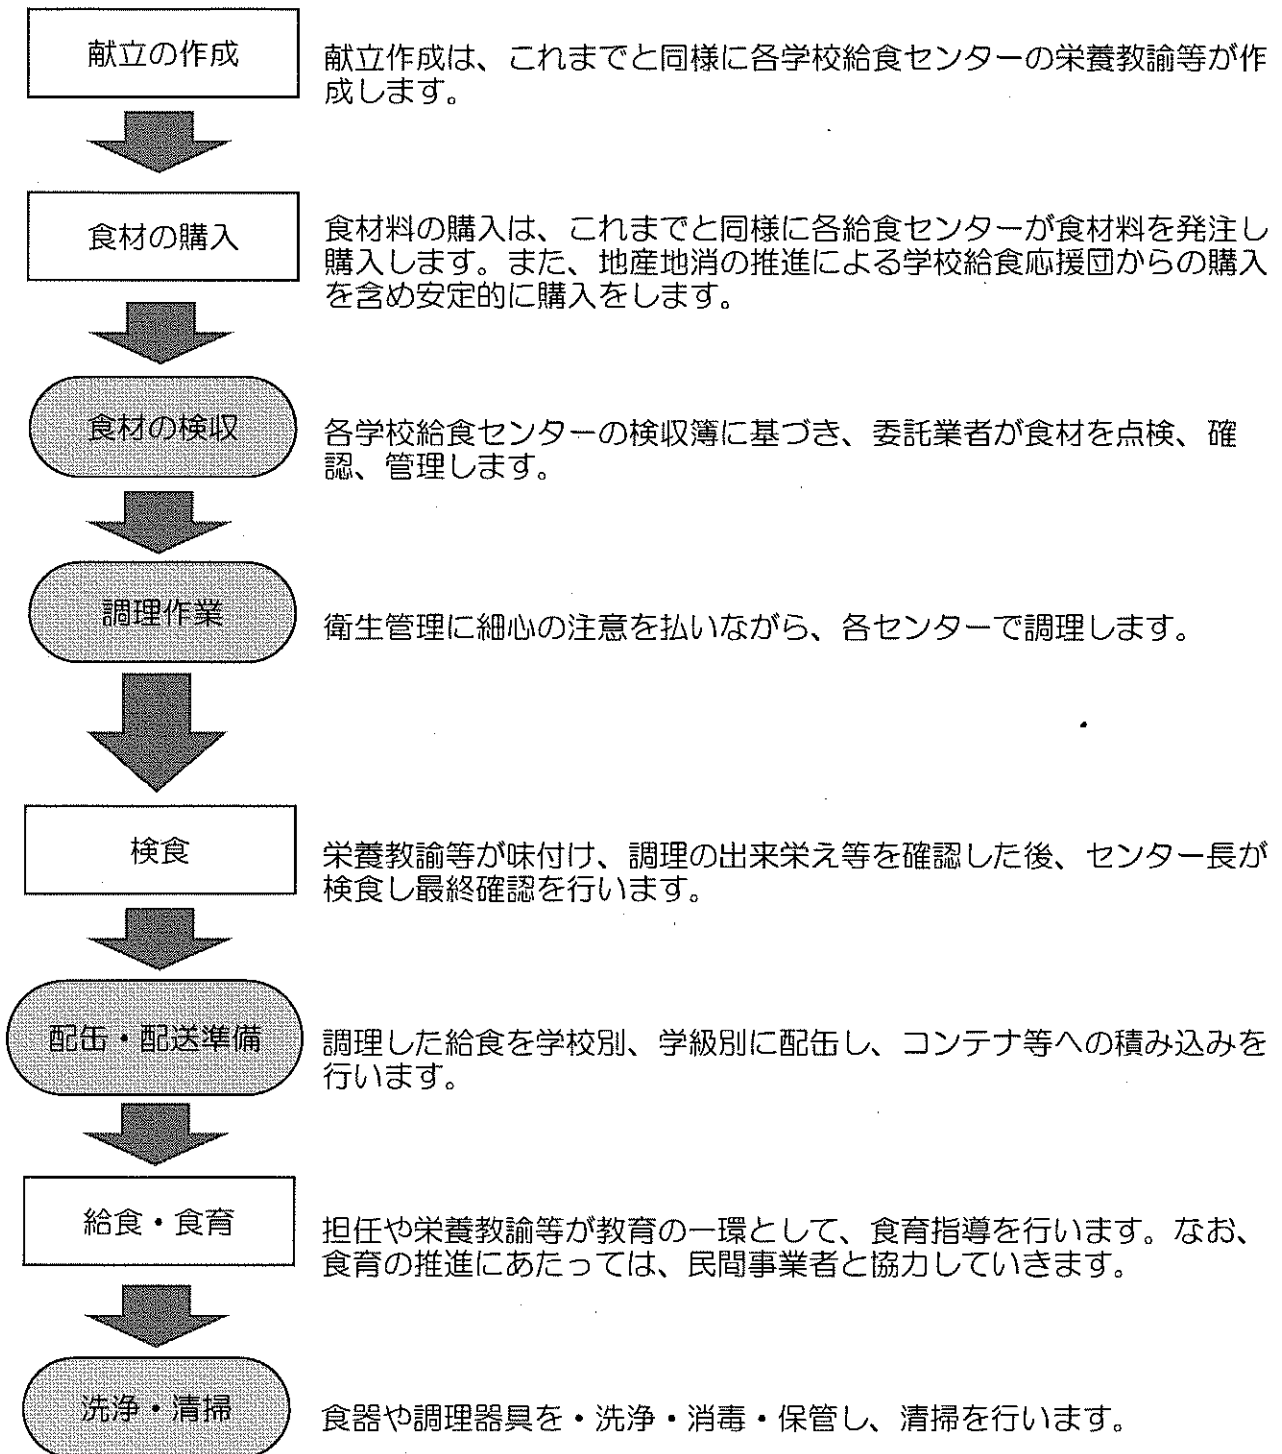 献立の作成
献立作成は、これまでと同様に各学校給食センターの栄養教諭等が作
成します。
食材の購入
食材料の購入は、これまでと同様に各給食センターが食材料を発注し
購入します。また、地産地消の推進による学校給食応援団からの購入
を含め安定的に購入をします。
食材の検収
各学校給食センターの検収簿に基づき、委託業者が食材を点検、確
認、管理します。
調理作業
衛生管理に細心の注意を払いながら、各センターで調理します。
検食
栄養教諭等が味付け、調理の出来栄え等を確認した後、センター長が
検食し最終確認を行います。
配缶・配送準備
調理した給食を学校別、学級別に配缶し、コンテナ等への積み込みを
行います。
給食・食育
担任や栄養教諭等が教育の一環として、食育指導を行います。なお、
食育の推進にあたっては、民間事業者と協力していきます。
洗浄・清掃
食器や調理器具を・洗浄・消毒・保管し、清掃を行います。